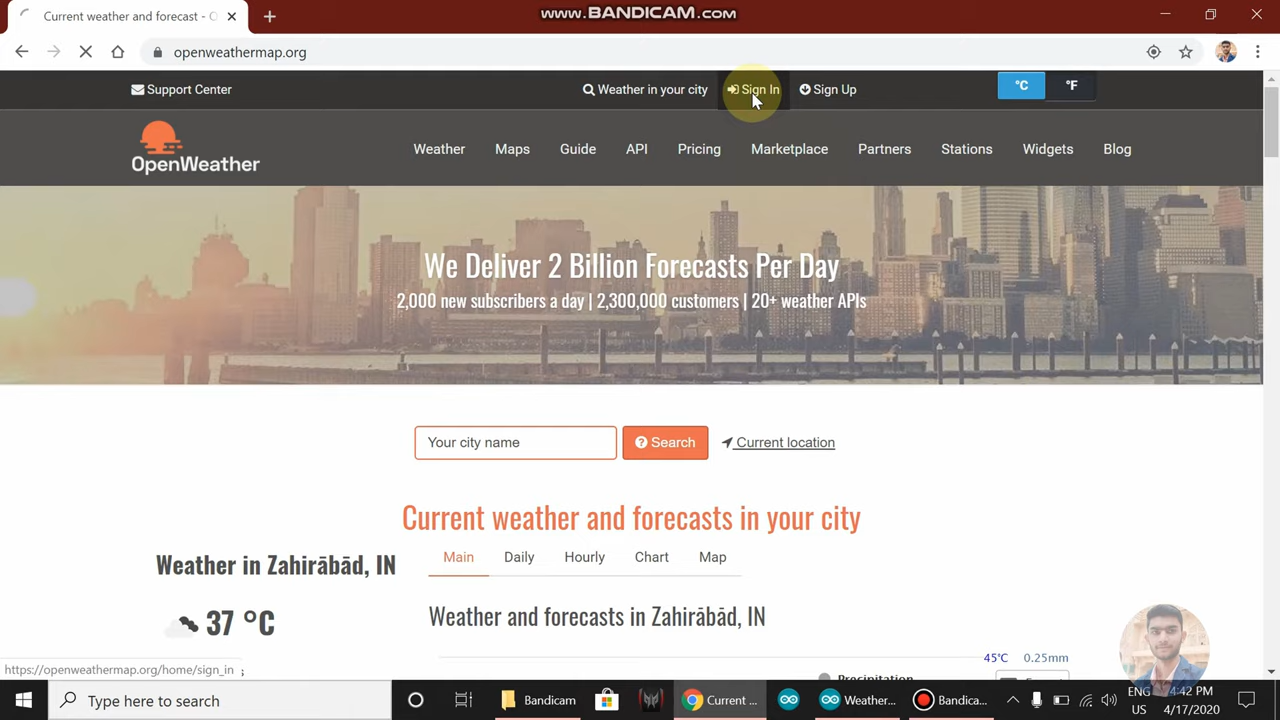 www.BANDICAM.com
Current weather and forecast - O
openweathermap.org
Support Center
Weather in your city
Sign In
Sign Up
°C
°F
OpenWeather
Weather
Maps
Guide
API
Pricing
Marketplace
Partners
Stations
Widgets
Blog
We Deliver 2 Billion Forecasts Per Day
2,000 new subscribers a day | 2,300,000 customers | 20+ weather APIs
Your city name
Search
Current location
Current weather and forecasts in your city
Weather in Zahirābād, IN
37 °C
Main
Daily
Hourly
Chart
Map
Weather and forecasts in Zahirābād, IN
45°C
0.25mm
Precipitation
https://openweathermap.org/home/sign_in ;
Type here to search
Bandicam
Current ...
Weather...
Bandica...
ENG
US
4:42 PM
4/17/2020